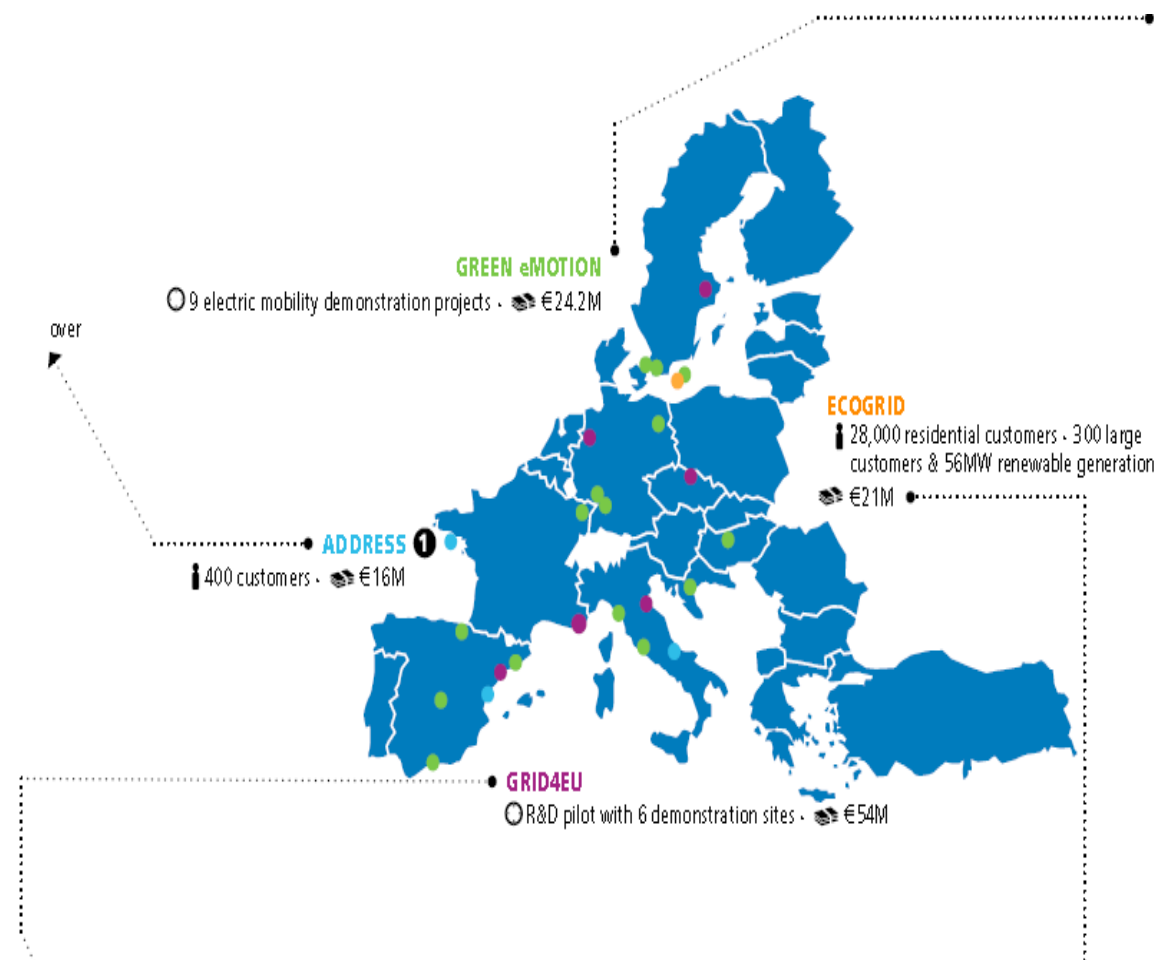 GREEN eMOTION
9 electric mobility demonstration projects - €24.2M
over
ECOGRID
28,000 residential customers - 300 large
customers & 56MW renewable generation
€21M
ADDRESS 1
400 customers - €16M
GRID4EU
R&D pilot with 6 demonstration sites - €54M